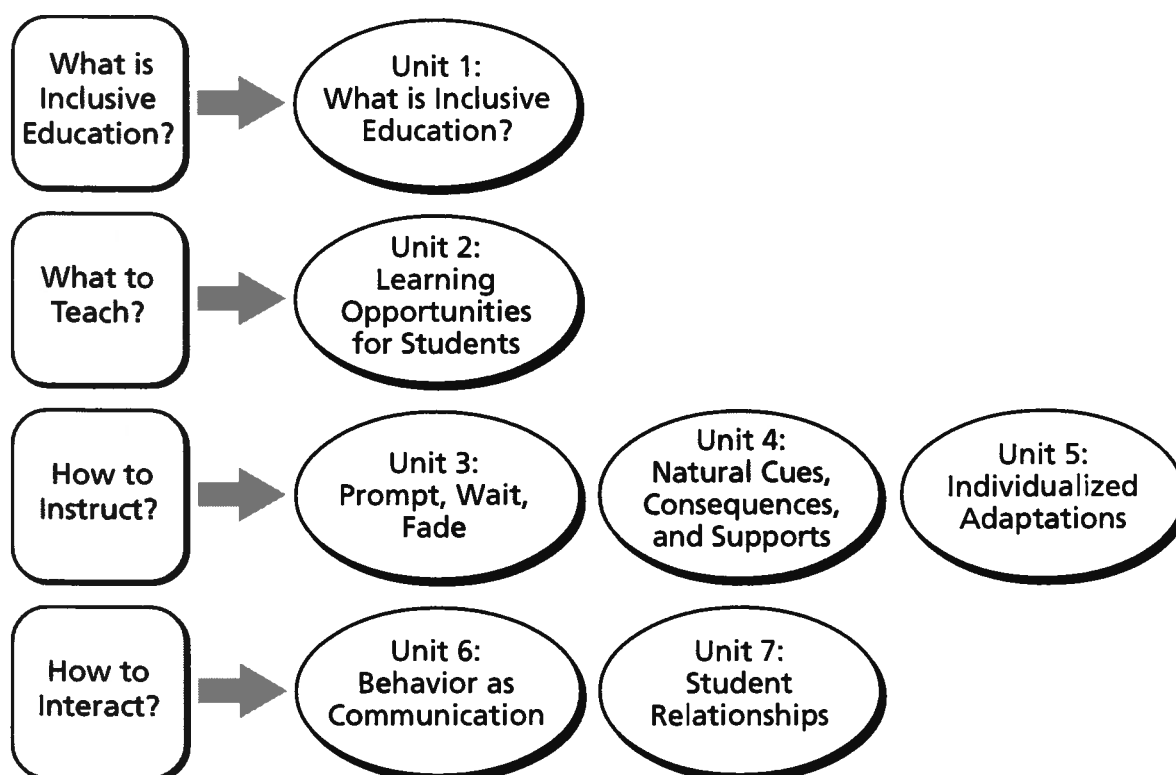 What is
Inclusive
Education?
Unit 1:
What is Inclusive
Education?
What to
Teach?
Unit 2:
Learning
Opportunities
for Students
How to
Instruct?
Unit 3:
Prompt, Wait,
Fade
Unit 4:
Natural Cues,
Consequences,
and Supports
Unit 5:
Individualized
Adaptations
How to
Interact?
Unit 6:
Behavior as
Communication
Unit 7:
Student
Relationships